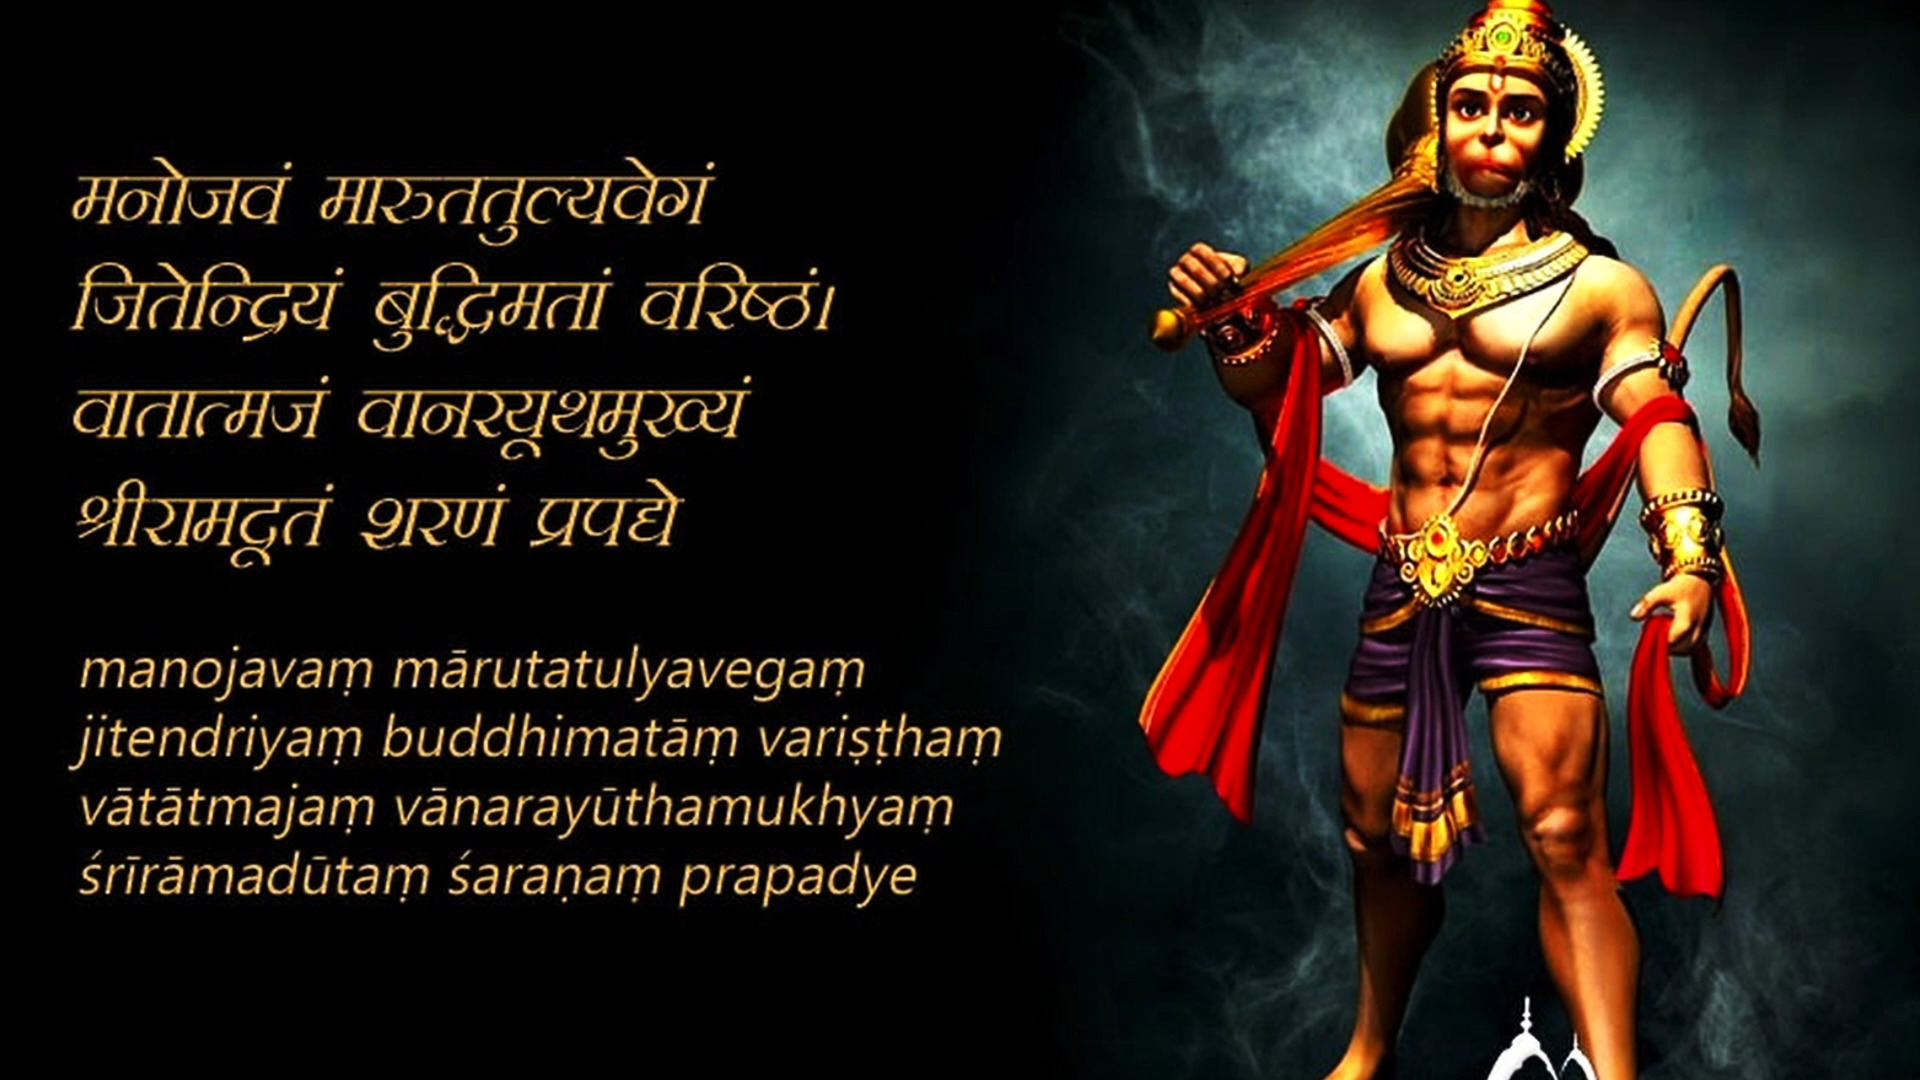 मनोजवं मारुततुल्यवेगं
जितेन्द्रियं बुद्धिमतां वरिष्ठं।
वातात्मजं वानरयूथमुख्यं
श्रीरामदूतं शरणं प्रपद्ये
manojavaṃ mārutatulyavegaṃ
jitendriyaṃ buddhimatāṃ variṣṭhaṃ
vātātmajaṃ vānarayūthamukhyaṃ
śrīrāmadūtaṃ śaraṇaṃ prapadye